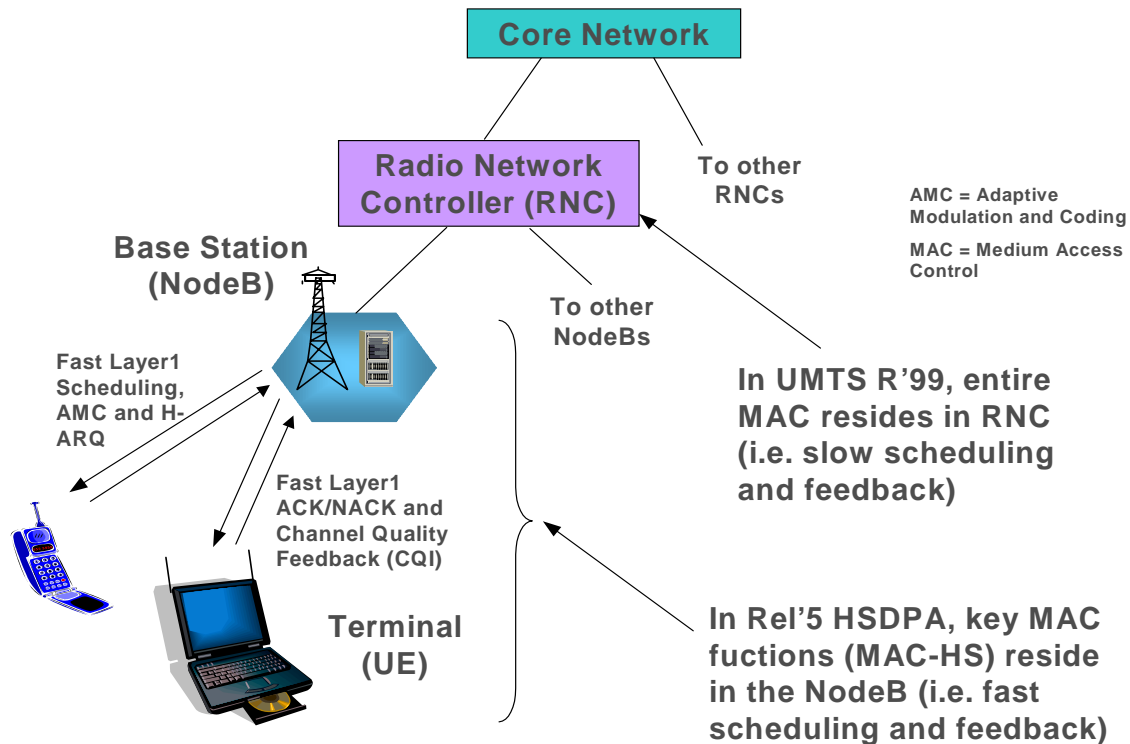 Core Network
Radio Network
Controller (RNC)
To other
RNCs
AMC = Adaptive
Modulation and Coding
MAC = Medium Access
Control
Base Station
(NodeB)
To other
NodeBs
Fast Layer1
Scheduling,
AMC and H-
ARQ
In UMTS R'99, entire
MAC resides in RNC
(i.e. slow scheduling
and feedback)
Fast Layer1
ACK/NACK and
Channel Quality
Feedback (CQI)
Terminal
(UE)
In Rel'5 HSDPA, key MAC
fuctions (MAC-HS) reside
in the NodeB (i.e. fast
scheduling and feedback)